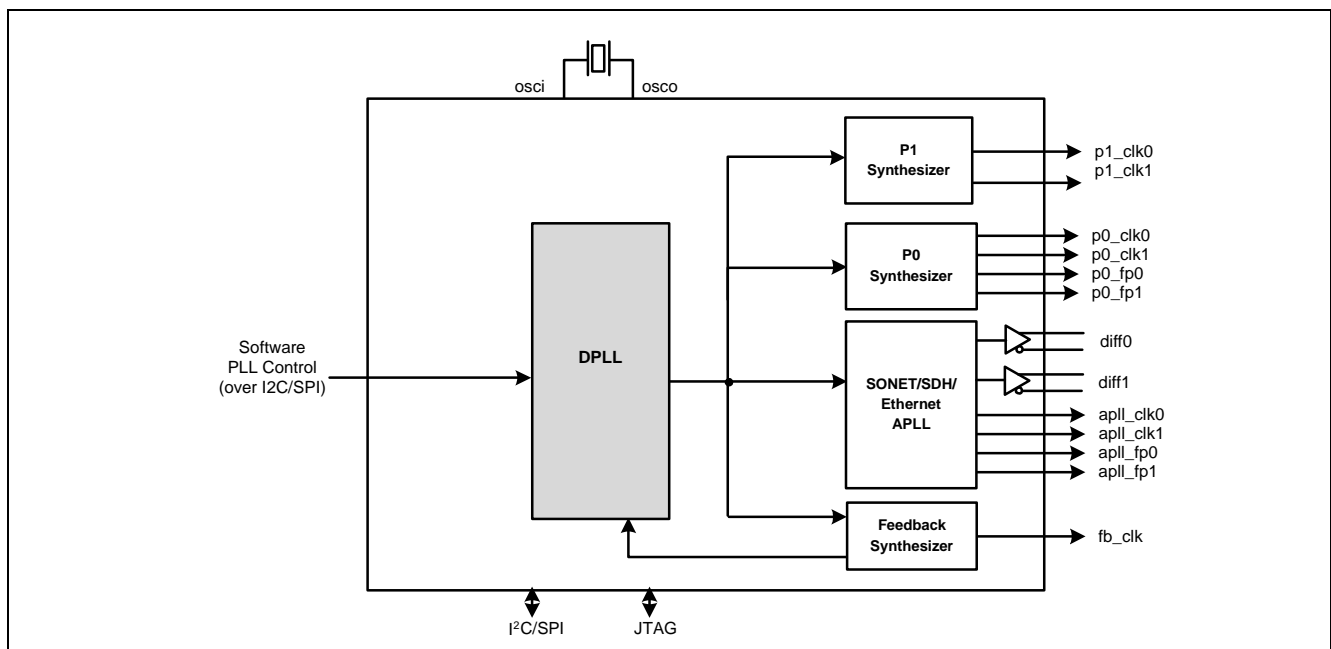 osci
osco
P1
Synthesizer
p1_clk0
p1_clk1
P0
Synthesizer
p0_clk0
p0_clk1
p0_fp0
p0_fp1
Software
PLL Control
(over I2C/SPI)
DPLL
SONET/SDH/
Ethernet
APLL
diff0
diff1
apll_clk0
apll_clk1
apll_fp0
apll_fp1
Feedback
Synthesizer
fb_clk
I²C/SPI
JTAG